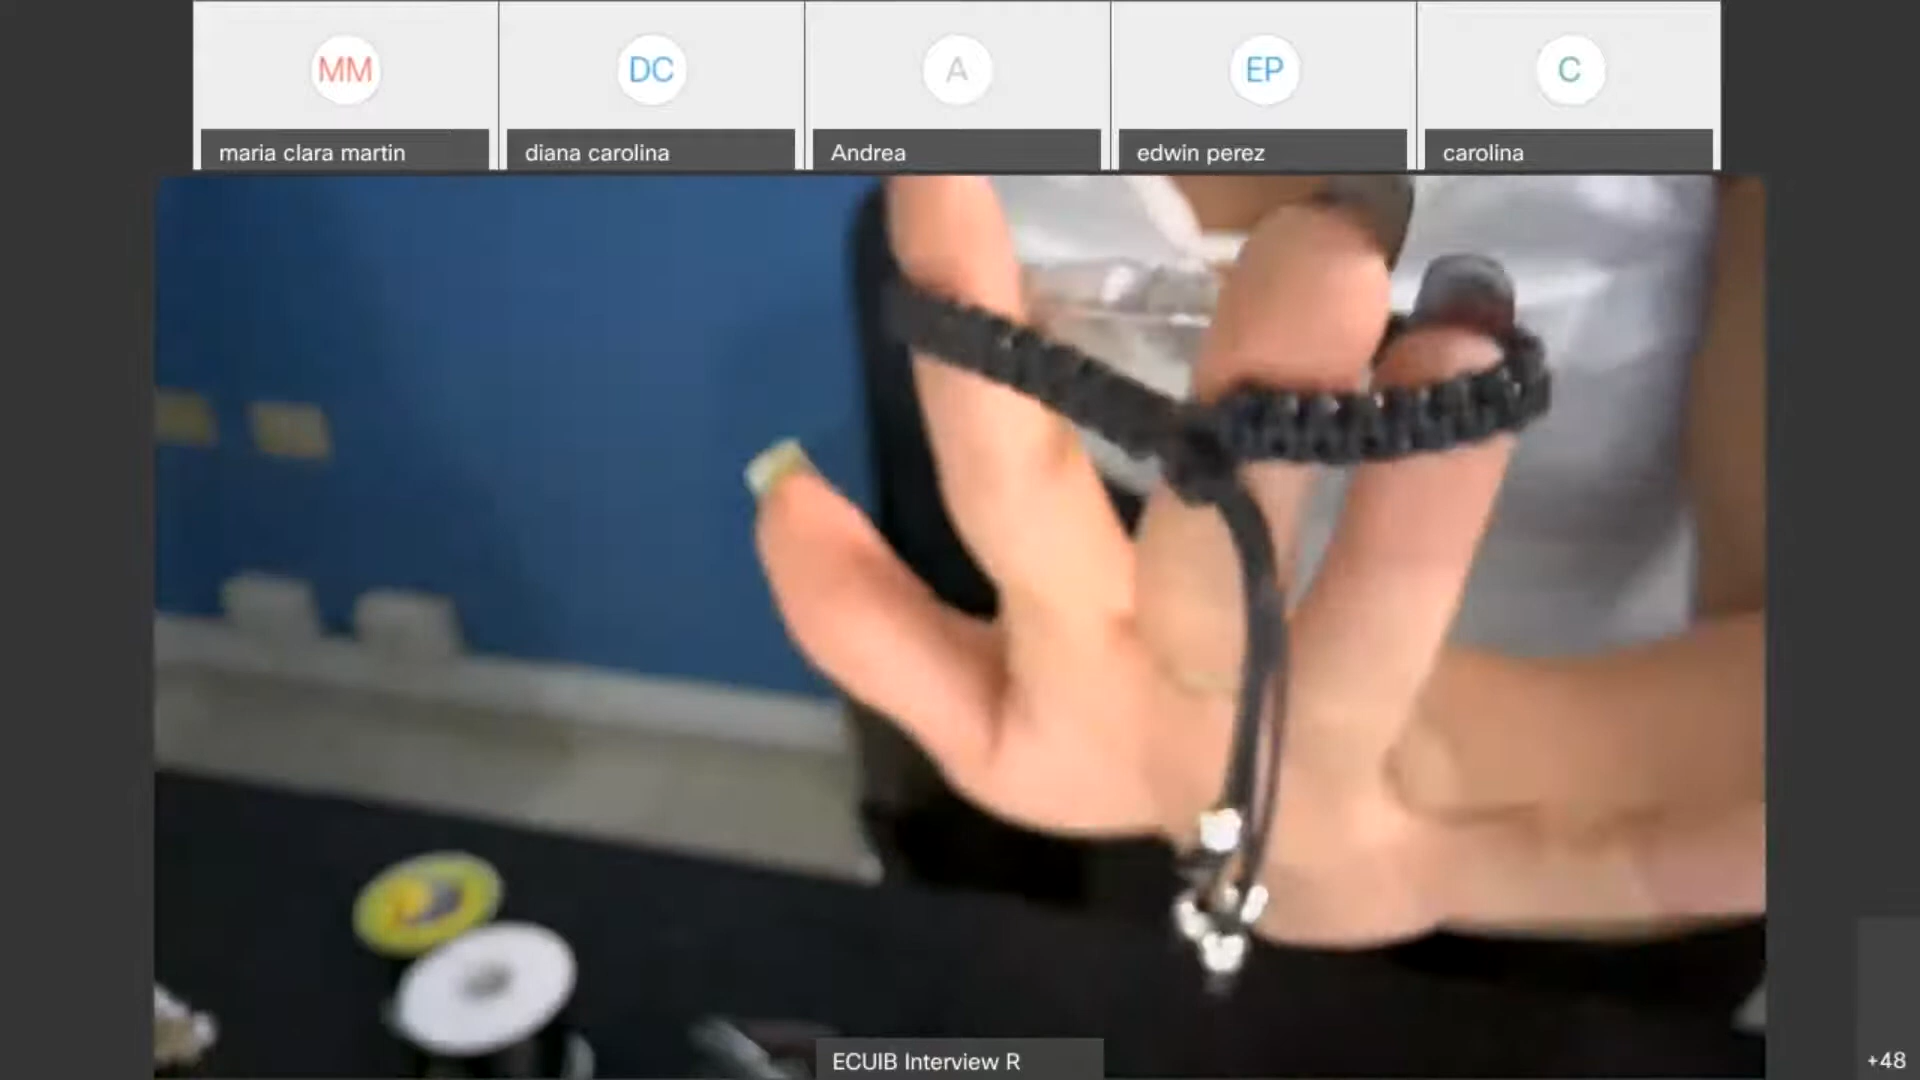 MM
DC
A
EP
C
maria clara martin
diana carolina
Andrea
edwin perez
carolina
ECUIB Interview R
+48